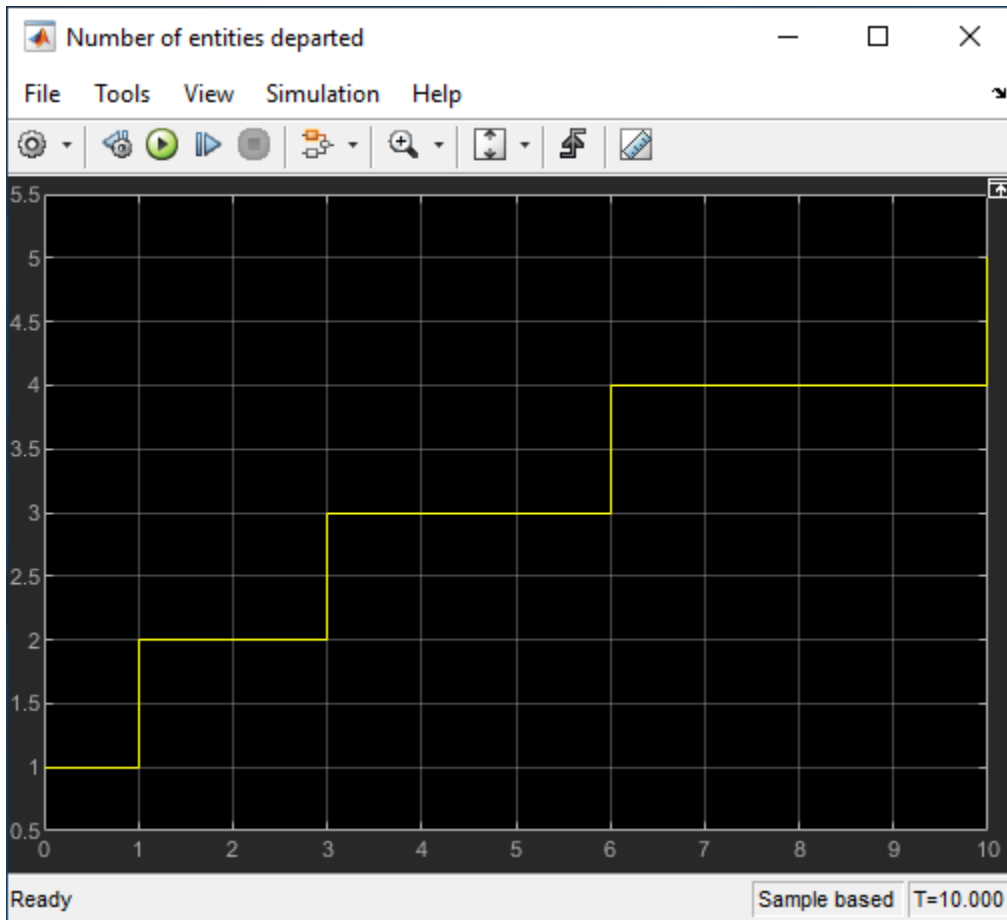 Number of entities departed
File Tools View Simulation Help
5.5
5
4.5
4
3.5
3
2.5
2
1.5
1
0.5
0 1 2 3 4 5 6 7 8 9 10
Ready Sample based T=10.000